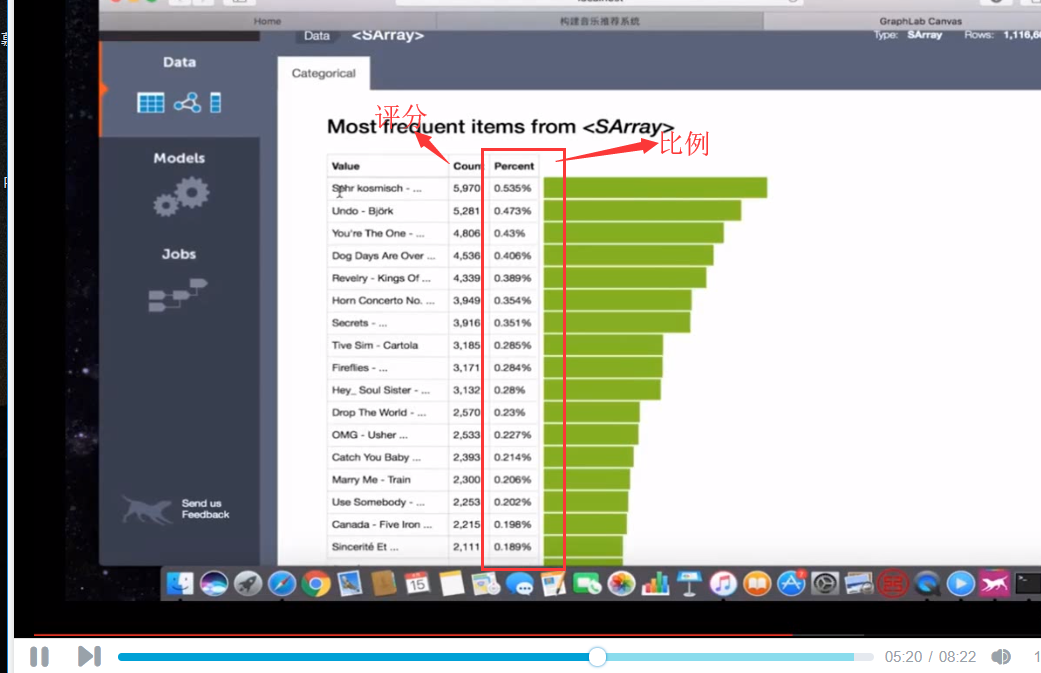 Home 构建音乐推荐系统 GraphLab Canvas
Data <SArray> Type: SArray Rows:
Data
Categorical
评分
Most frequent items from <SArray>
比例
Models
Value Coun Percent
Sehr kosmisch - ... 5,970 0.535%
Undo - Björk 5,281 0.473%
You're The One - ... 4,806 0.43%
Dog Days Are Over ... 4,536 0.406%
Jobs
Revelry - Kings Of ... 4,339 0.389%
Horn Concerto No. ... 3,949 0.354%
Secrets - ... 3,916 0.351%
Tive Sim - Cartola 3,185 0.285%
Fireflies - ... 3,171 0.284%
Hey_ Soul Sister - ... 3,132 0.28%
Drop The World - ... 2,570 0.23%
OMG - Usher ... 2,533 0.227%
Catch You Baby ... 2,393 0.214%
Marry Me - Train 2,300 0.206%
Use Somebody - ... 2,253 0.202%
Canada - Five Iron ... 2,215 0.198%
Sincerité Et ... 2,111 0.189%
Send us
Feedback
15
05:20 / 08:22